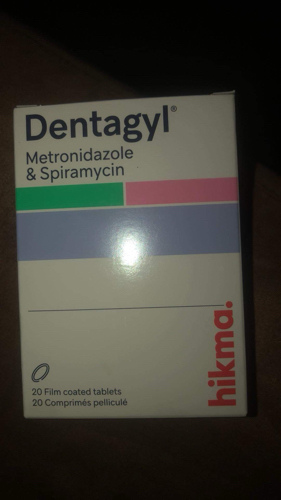 Dentagyl®
Metronidazole
& Spiramycin
hikma.
20 Film coated tablets
20 Comprimés pelliculé